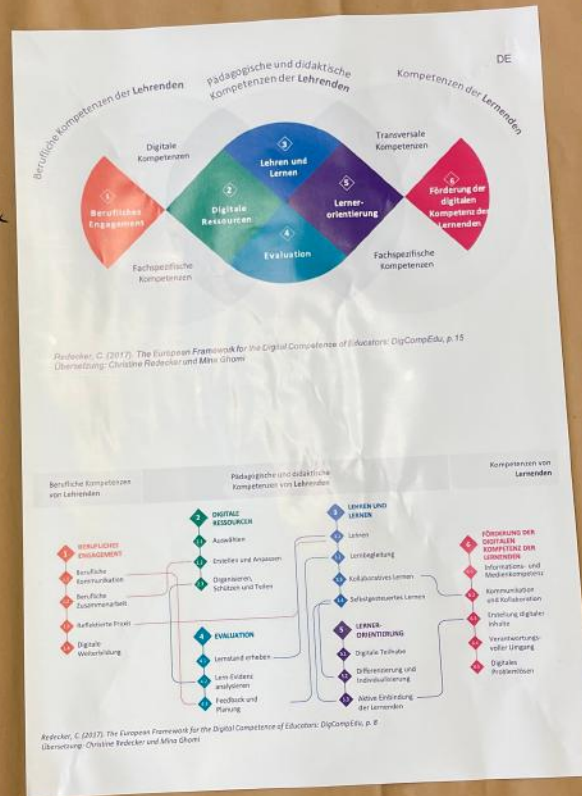 DE
Berufliche Kompetenzen der Lehrenden
Pädagogische und didaktische
Kompetenzen der Lehrenden
Kompetenzen der Lernenden
Digitale
Kompetenzen
Transversale
Kompetenzen
1
Berufliches
Engagement
2
Digitale
Ressourcen
3
Lehren und
Lernen
4
Evaluation
5
Lerner-
orientierung
6
Förderung der
digitalen
Kompetenz der
Lernenden
Fachspezifische
Kompetenzen
Fachspezifische
Kompetenzen
Redecker, C. (2017). The European Framework for the Digital Competence of Educators: DigCompEdu, p.15
Übersetzung: Christine Redecker und Mina Ghomi
Berufliche Kompetenzen
von Lehrenden
Pädagogische und didaktische
Kompetenzen von Lehrenden
Kompetenzen von
Lernenden
1
BERUFLICHES
ENGAGEMENT
Berufliche
Kommunikation
Berufliche
Zusammenarbeit
Reflektierte Praxis
Digitale
Weiterbildung
2
DIGITALE
RESSOURCEN
Auswählen
Erstellen und Anpassen
Organisieren,
Schützen und Teilen
4
EVALUATION
Lernstand erheben
Lern-Evidenz
analysieren
Feedback und
Planung
3
LEHREN UND
LERNEN
Lehren
Lernbegleitung
Kollaboratives Lernen
Selbstgesteuertes Lernen
5
LERNER-
ORIENTIERUNG
Digitale Teilhabe
Differenzierung und
Individualisierung
Aktive Einbindung
der Lernenden
6
FÖRDERUNG DER
DIGITALEN
KOMPETENZ DER
LERNENDEN
Informations- und
Medienkompetenz
Kommunikation
und Kollaboration
Erstellung digitaler
Inhalte
Verantwortungs-
voller Umgang
Digitales
Problemlösen
Redecker, C. (2017). The European Framework for the Digital Competence of Educators: DigCompEdu, p. 8
Übersetzung: Christine Redecker und Mina Ghomi